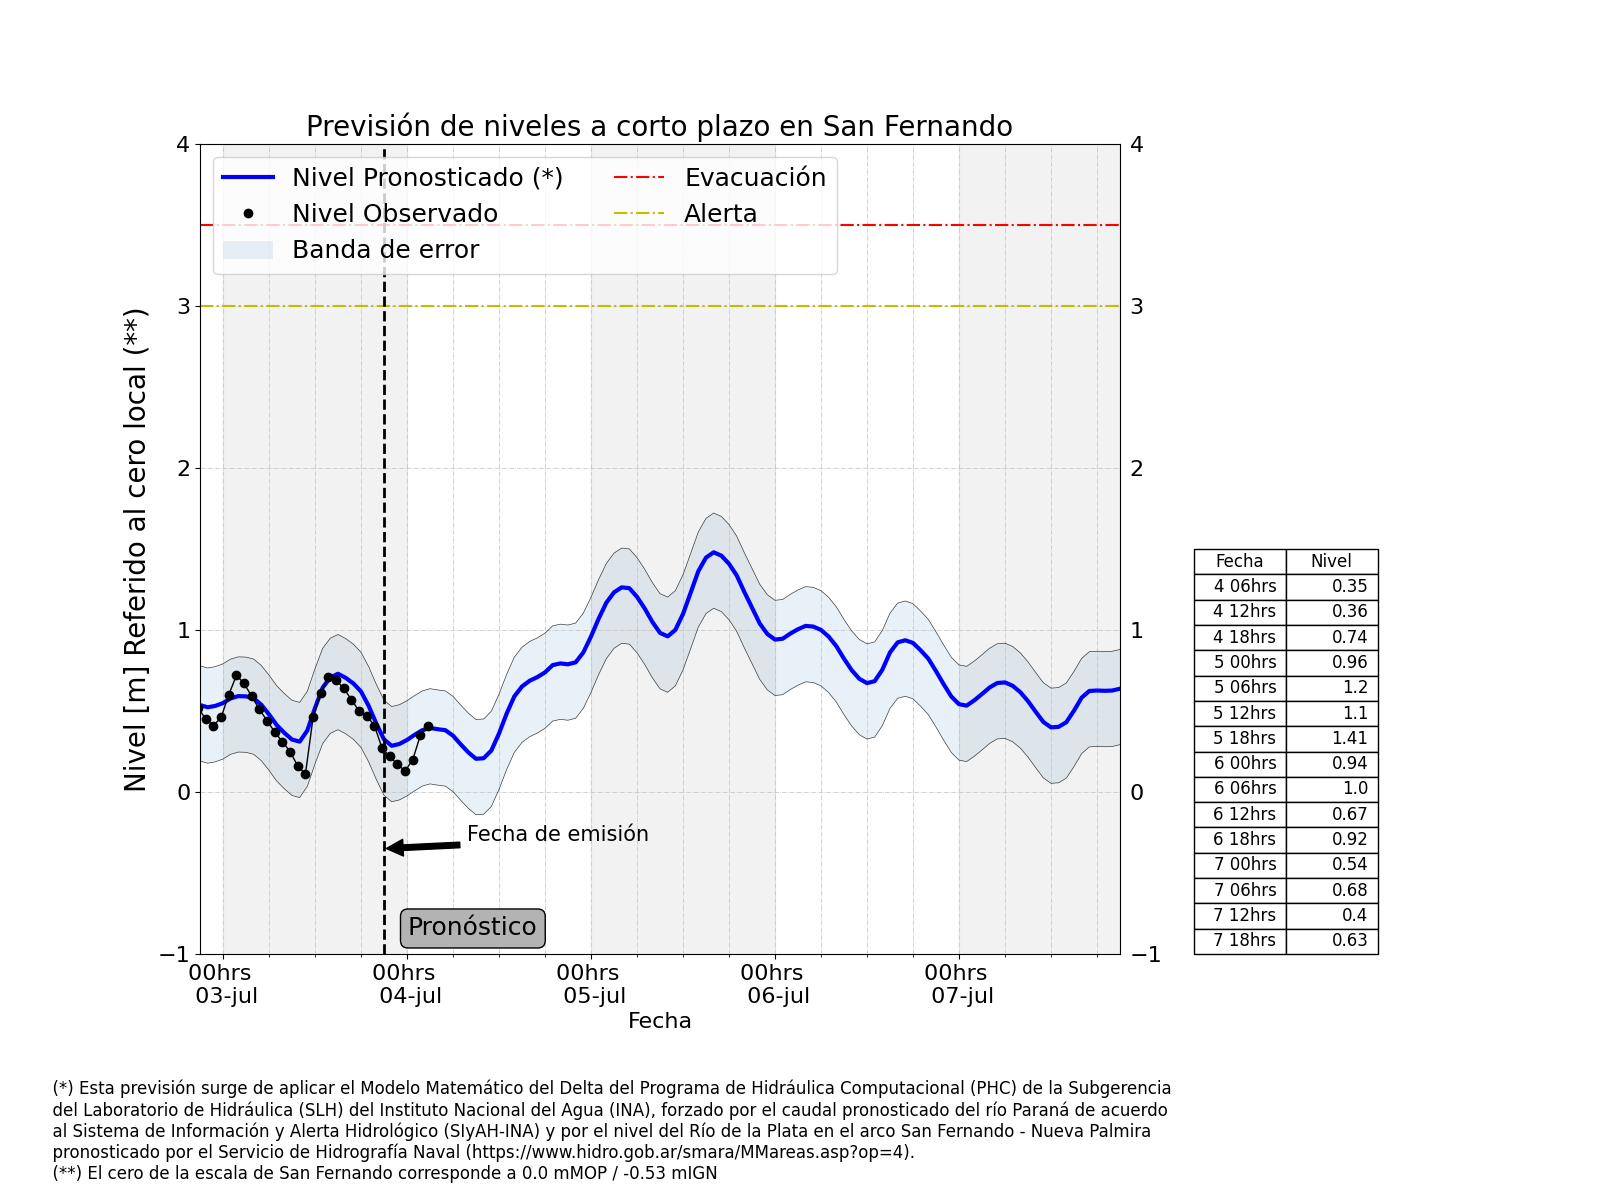 Previsión de niveles a corto plazo en San Fernando
Nivel Pronosticado (*)
Nivel Observado
Banda de error
Evacuación
Alerta
4
3
2
1
0
−1
4
3
2
1
0
−1
Nivel [m] Referido al cero local (**)
Fecha de emisión
Pronóstico
00hrs
03-jul
00hrs
04-jul
00hrs
05-jul
00hrs
06-jul
00hrs
07-jul
Fecha
Fecha Nivel
4 06hrs 0.35
4 12hrs 0.36
4 18hrs 0.74
5 00hrs 0.96
5 06hrs 1.2
5 12hrs 1.1
5 18hrs 1.41
6 00hrs 0.94
6 06hrs 1.0
6 12hrs 0.67
6 18hrs 0.92
7 00hrs 0.54
7 06hrs 0.68
7 12hrs 0.4
7 18hrs 0.63
(*) Esta previsión surge de aplicar el Modelo Matemático del Delta del Programa de Hidráulica Computacional (PHC) de la Subgerencia
del Laboratorio de Hidráulica (SLH) del Instituto Nacional del Agua (INA), forzado por el caudal pronosticado del río Paraná de acuerdo
al Sistema de Información y Alerta Hidrológico (SIyAH-INA) y por el nivel del Río de la Plata en el arco San Fernando - Nueva Palmira
pronosticado por el Servicio de Hidrografía Naval (https://www.hidro.gob.ar/smara/MMareas.asp?op=4).
(**) El cero de la escala de San Fernando corresponde a 0.0 mMOP / -0.53 mIGN